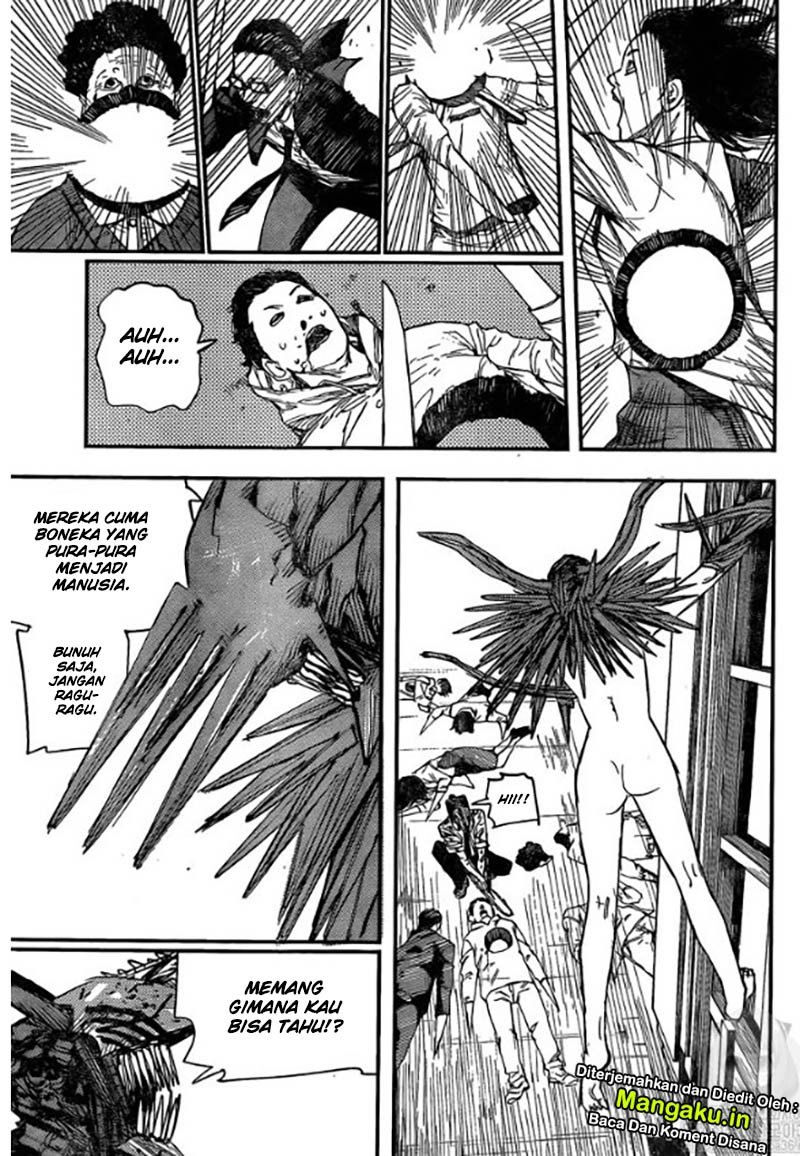 AUH...
AUH...
HII!!
MEREKA CUMA
BONEKA YANG
PURA-PURA
MENJADI
MANUSIA.
BUNUH
SAJA,
JANGAN
RAGU-
RAGU.
MEMANG
GIMANA KAU
BISA TAHU!?
Diterjemahkan dan Diedit Oleh :
Mangaku.in
Baca Dan Koment Disana